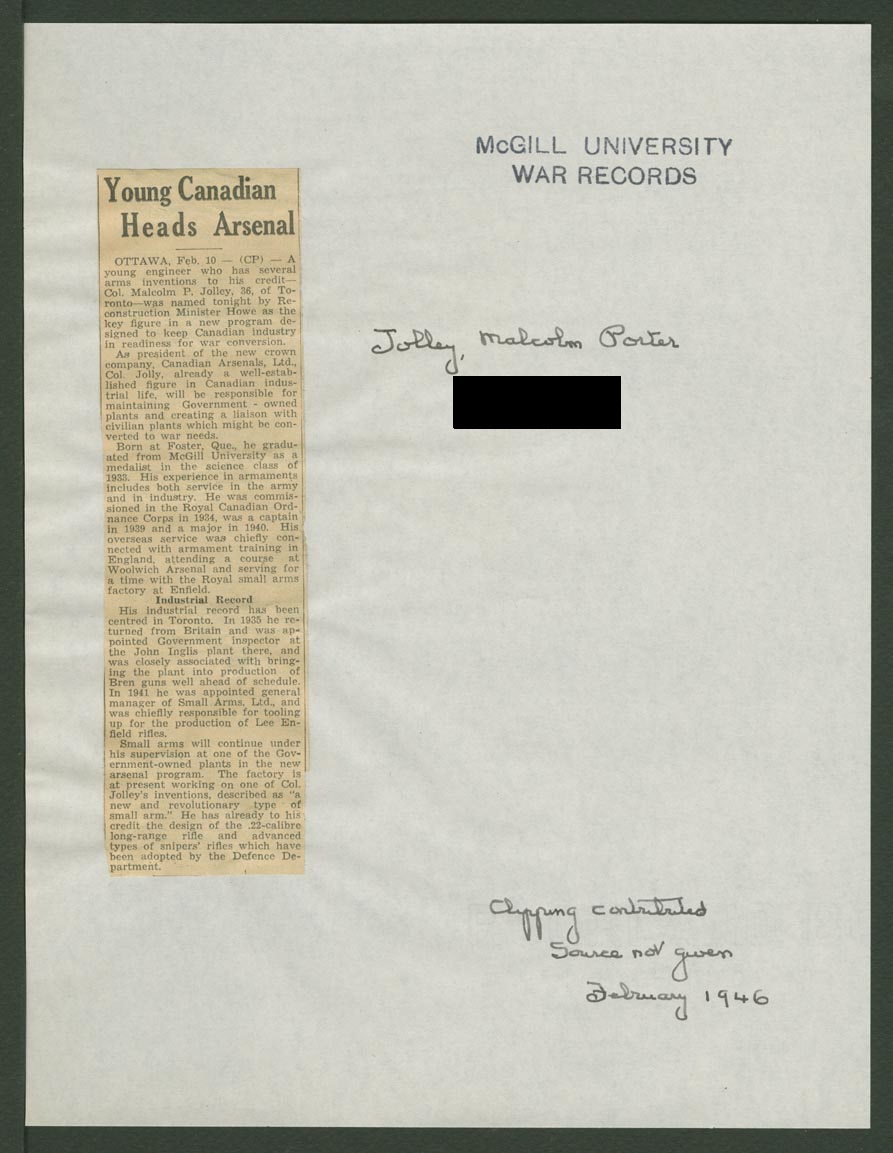 McGILL UNIVERSITY
WAR RECORDS
Young Canadian
Heads Arsenal
OTTAWA, Feb. 10 — (CP) — A
young engineer who has several
arms inventions to his credit—
Col. Malcolm P. Jolley, 36, of To-
ronto—was named tonight by Re-
construction Minister Howe as the
key figure in a new program de-
signed to keep Canadian industry
in readiness for war conversion.
As president of the new crown
company, Canadian Arsenals, Ltd.,
Col. Jolly, already a well-estab-
lished figure in Canadian indus-
trial life, will be responsible for
maintaining Government - owned
plants and creating a liaison with
civilian plants which might be con-
verted to war needs.
Born at Foster, Que., he gradu-
ated from McGill University as a
medalist in the science class of
1933. His experience in armaments
includes both service in the army
and in industry. He was commis-
sioned in the Royal Canadian Ord-
nance Corps in 1934, was a captain
in 1939 and a major in 1940. His
overseas service was chiefly con-
nected with armament training in
England, attending a course at
Woolwich Arsenal and serving for
a time with the Royal small arms
factory at Enfield.
Industrial Record
His industrial record has been
centred in Toronto. In 1935 he re-
turned from Britain and was ap-
pointed Government inspector at
the John Inglis plant there, and
was closely associated with bring-
ing the plant into production of
Bren guns well ahead of schedule.
In 1941 he was appointed general
manager of Small Arms, Ltd., and
was chieflly responsible for tooling
up for the production of Lee En-
field rifles.
Small arms will continue under
his supervision at one of the Gov-
ernment-owned plants in the new
arsenal program. The factory is
at present working on one of Col.
Jolley's inventions, described as "a
new and revolutionary type of
small arm." He has already to his
credit the design of the .22-calibre
long-range rifle and advanced
types of snipers' rifles which have
been adopted by the Defence De-
partment.
Jolley, Malcolm Porter
Clipping contributed
Source not given
February 1946